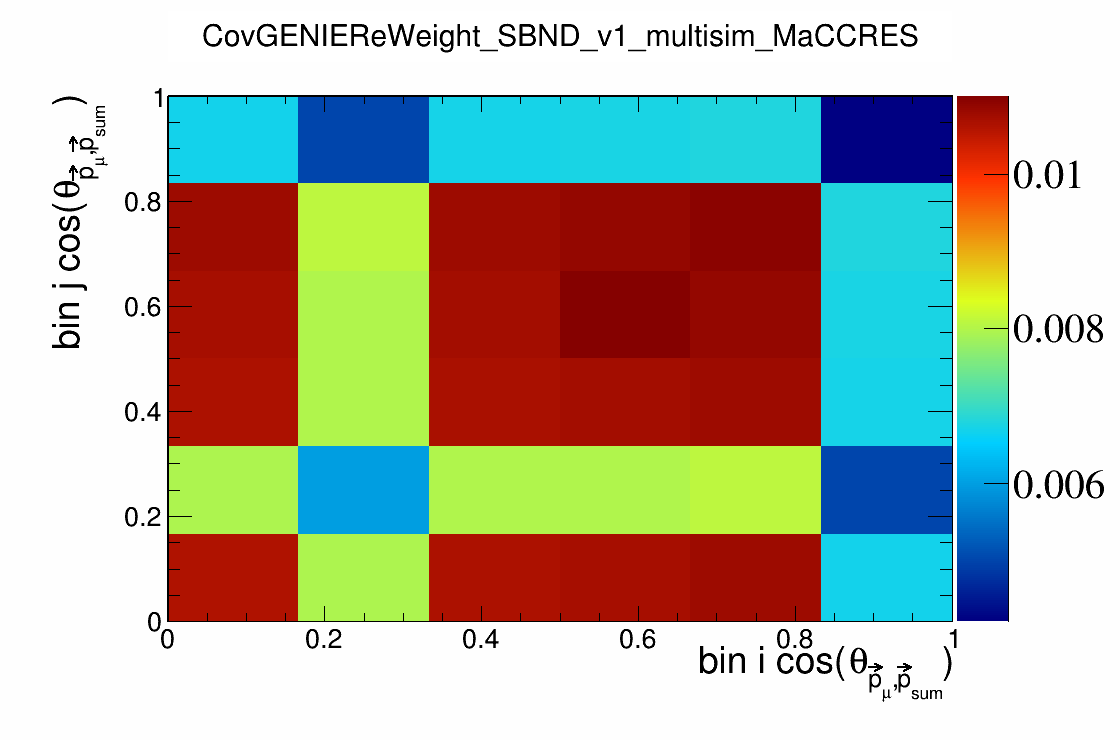 CovGENIEReWeight_SBND_v1_multisim_MaCCRES
bin j cos(θp⃗μ,p⃗sum)
1
0.8
0.6
0.4
0.2
0
0 0.2 0.4 0.6 0.8 1
bin i cos(θp⃗μ,p⃗sum)
0.01
0.008
0.006